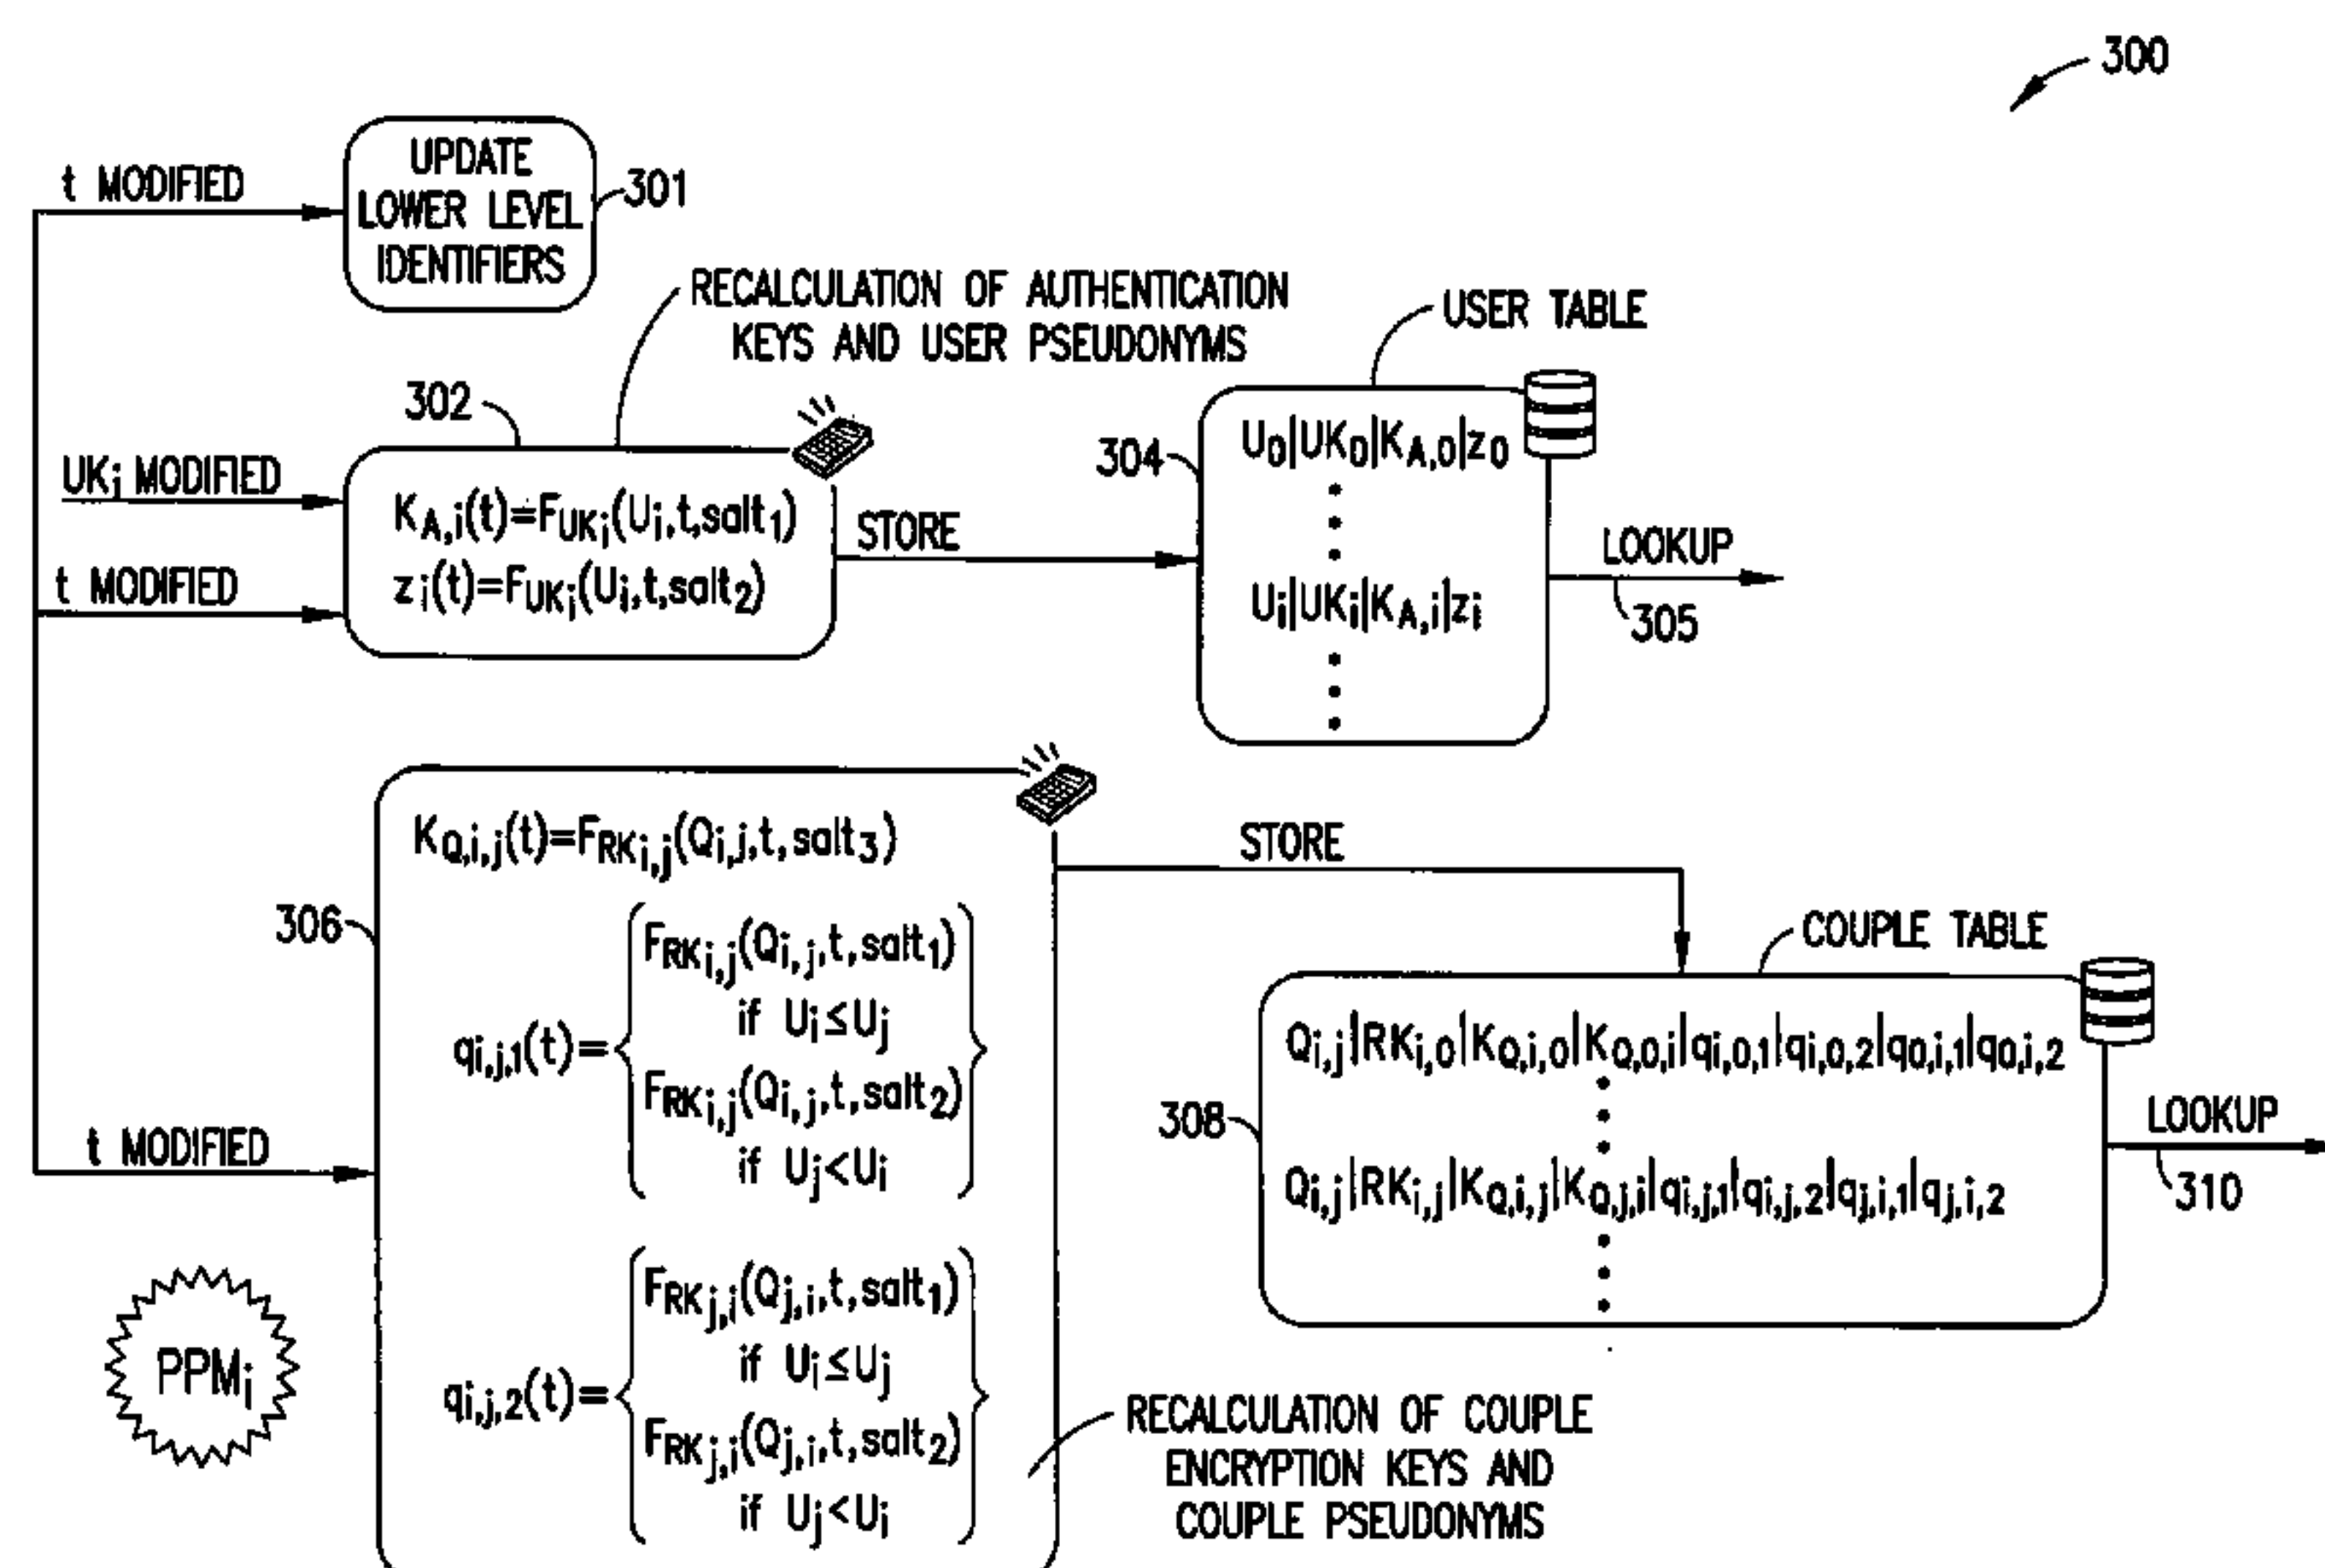 300
t MODIFIED
UPDATE
LOWER LEVEL
IDENTIFIERS
301
RECALCULATION OF AUTHENTICATION
KEYS AND USER PSEUDONYMS
USER TABLE
302
UKi MODIFIED
t MODIFIED
KA,i(t)=FUKi(Ui,t,salt1)
zi(t)=FUKi(Ui,t,salt2)
STORE
304
U0|UK0|KA,0|z0
Ui|UKi|KA,i|zi
LOOKUP
305
306
KQ,i,j(t)=FRKi,j(Qi,j,t,salt3)
qi,j,1(t)=
FRKi,j(Qi,j,t,salt1)
if Ui≤Uj
FRKi,j(Qi,j,t,salt2)
if Uj<Ui
qi,j,2(t)=
FRKj,i(Qj,i,t,salt1)
if Ui≤Uj
FRKj,i(Qj,i,t,salt2)
if Uj<Ui
t MODIFIED
PPMi
STORE
COUPLE TABLE
308
Qi,j|RKi,0|KQ,i,0|KQ,0,i|qi,0,1|qi,0,2|q0,i,1|q0,i,2
Qi,j|RKi,j|KQ,i,j|KQ,j,i|qi,j,1|qi,j,2|qj,i,1|qj,i,2
LOOKUP
310
RECALCULATION OF COUPLE
ENCRYPTION KEYS AND
COUPLE PSEUDONYMS